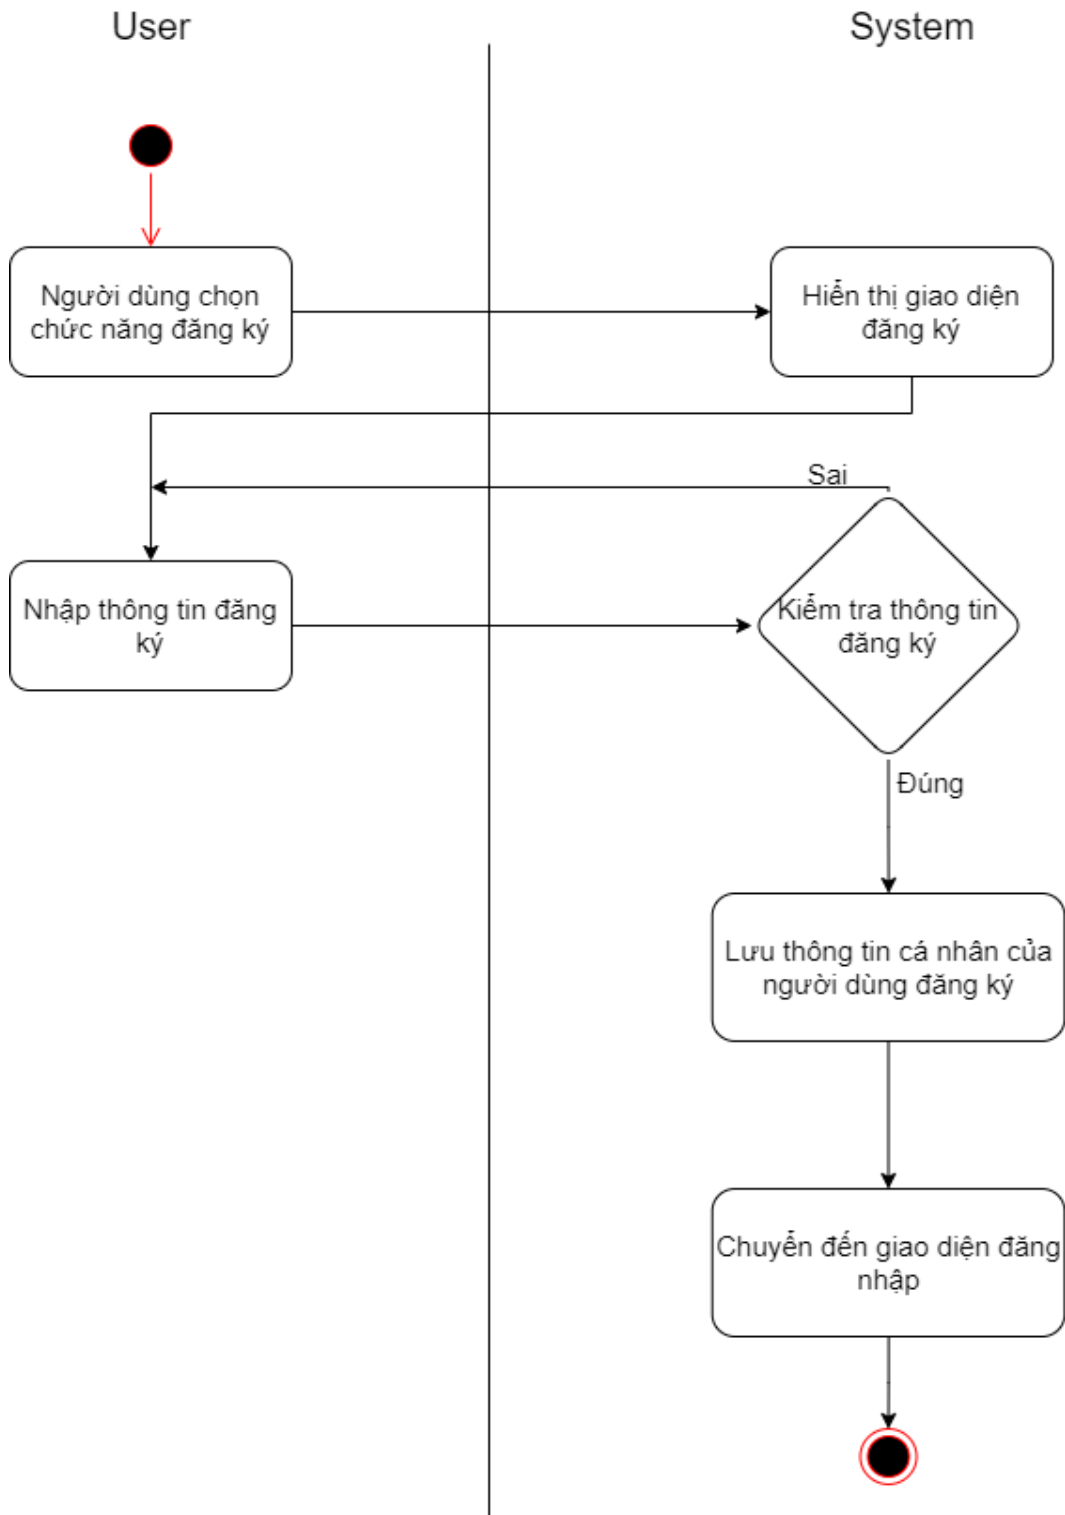 User
System
Người dùng chọn
chức năng đăng ký
Hiển thị giao diện
đăng ký
Sai
Nhập thông tin đăng
ký
Kiểm tra thông tin
đăng ký
Đúng
Lưu thông tin cá nhân của
người dùng đăng ký
Chuyển đến giao diện đăng
nhập